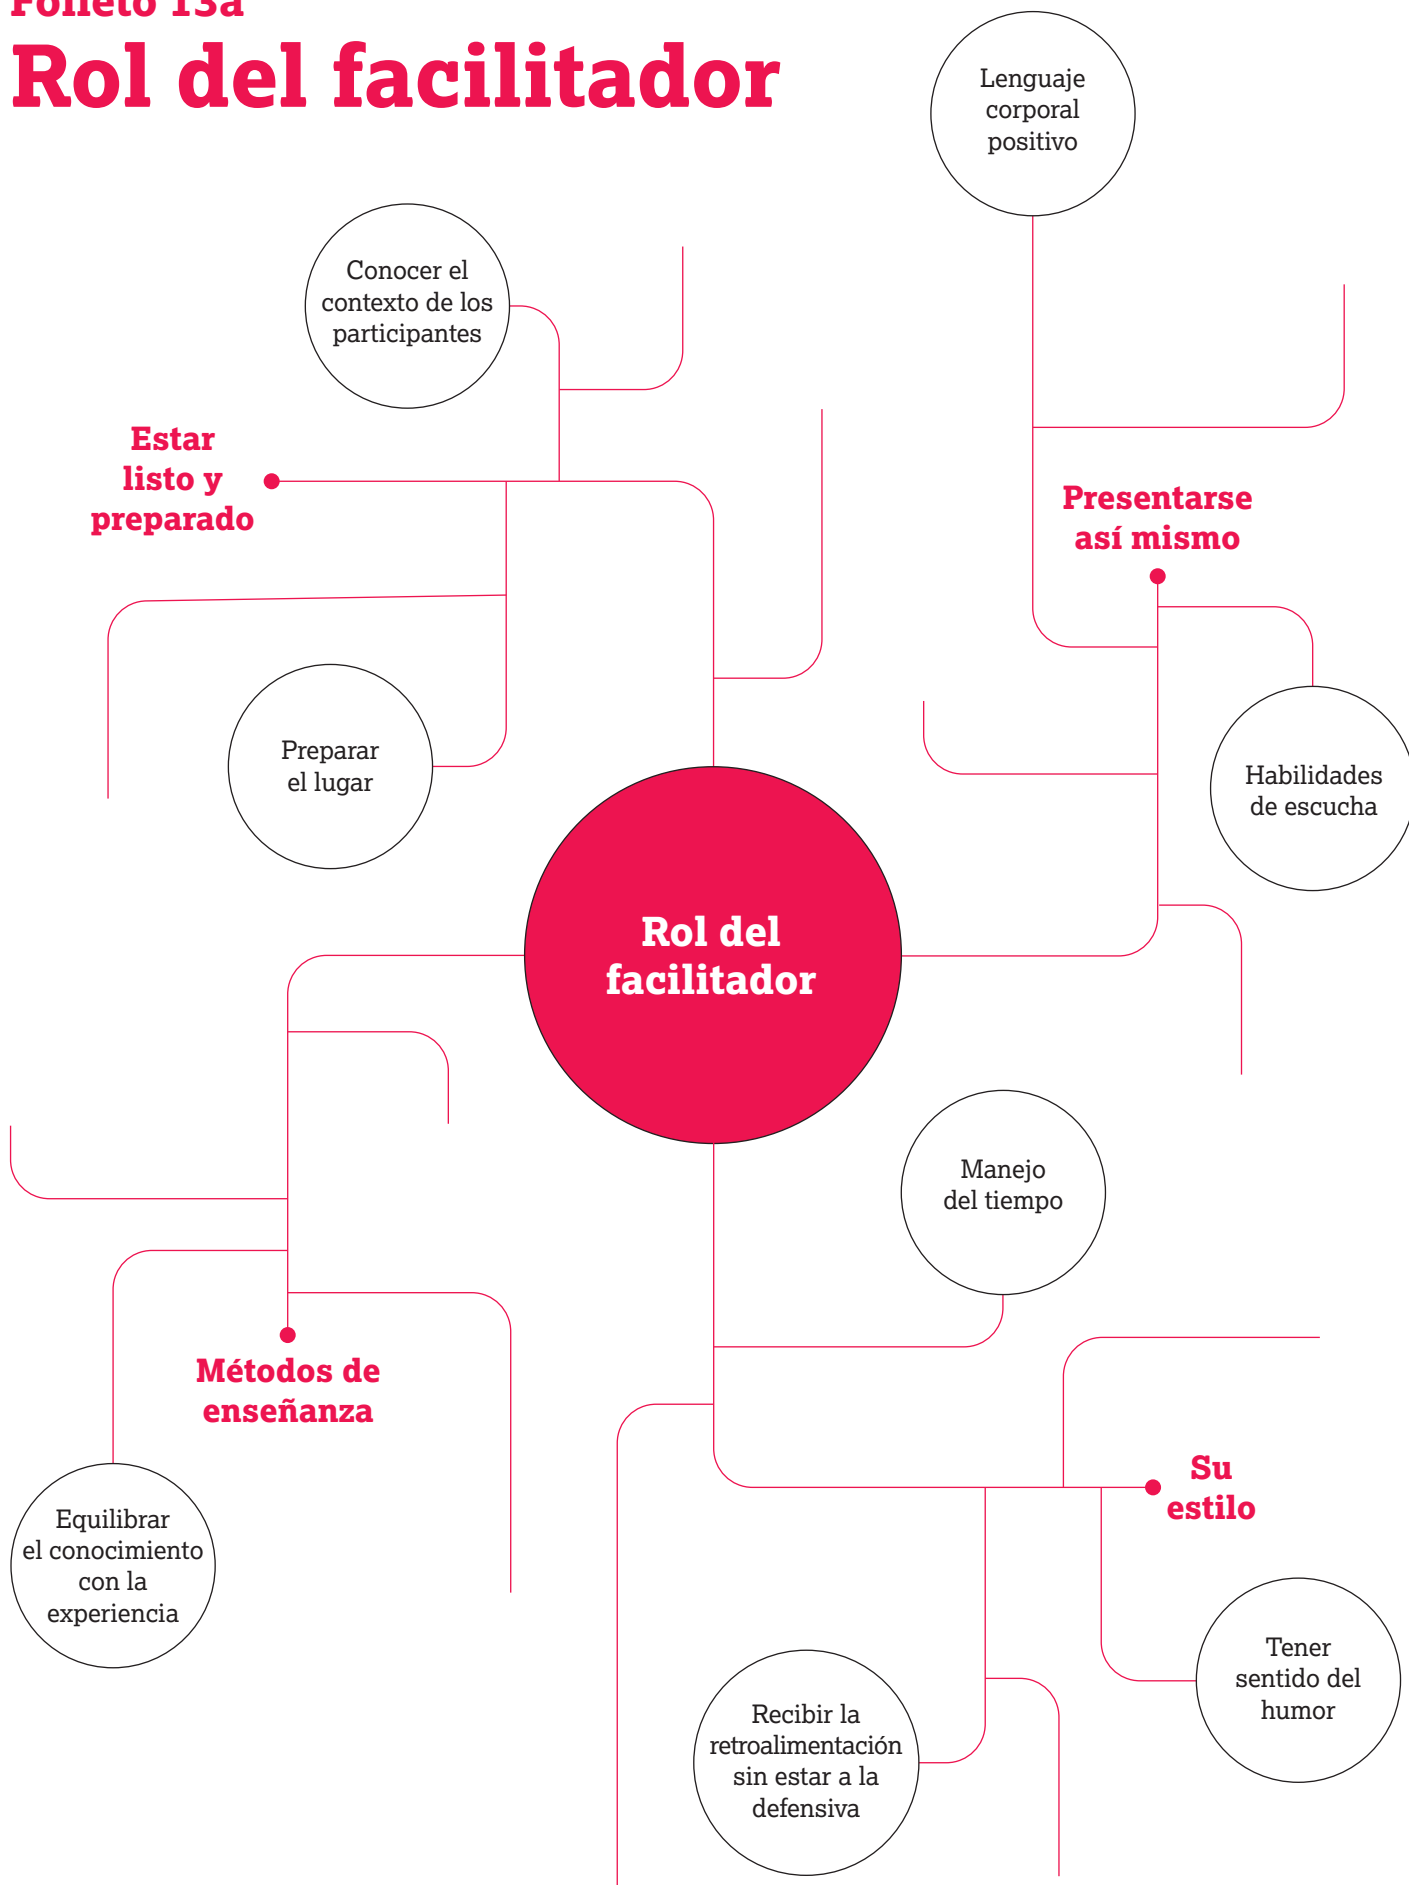 Folleto 13a
Rol del facilitador
Lenguaje
corporal
positivo
Conocer el
contexto de los
participantes
Estar
listo y
preparado
Presentarse
así mismo
Preparar
el lugar
Habilidades
de escucha
Rol del
facilitador
Manejo
del tiempo
Métodos de
enseñanza
Su
estilo
Equilibrar
el conocimiento
con la
experiencia
Tener
sentido del
humor
Recibir la
retroalimentación
sin estar a la
defensiva